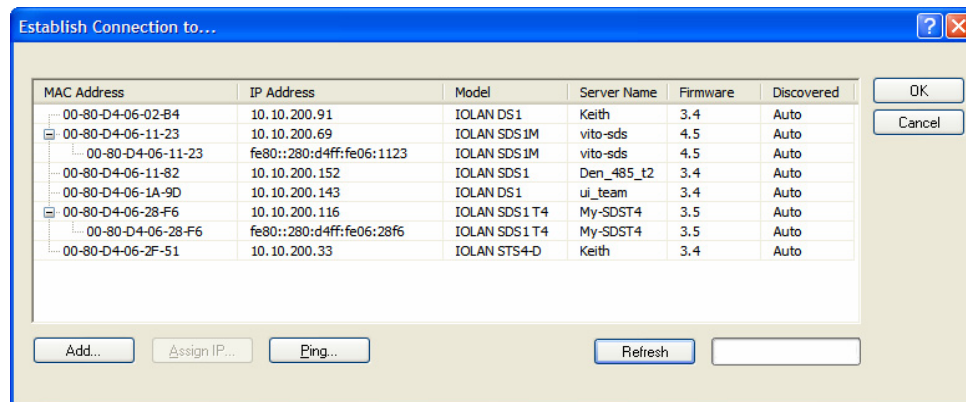 Establish Connection to...
MAC Address IP Address Model Server Name Firmware Discovered
00-80-D4-06-02-B4 10.10.200.91 IOLAN DS1 Keith 3.4 Auto
00-80-D4-06-11-23 10.10.200.69 IOLAN SDS1M vito-sds 4.5 Auto
00-80-D4-06-11-23 fe80::280:d4ff:fe06:1123 IOLAN SDS1M vito-sds 4.5 Auto
00-80-D4-06-11-82 10.10.200.152 IOLAN SDS1 Den_485_t2 3.4 Auto
00-80-D4-06-1A-9D 10.10.200.143 IOLAN DS1 ui_team 3.4 Auto
00-80-D4-06-28-F6 10.10.200.116 IOLAN SDS1 T4 My-SDST4 3.5 Auto
00-80-D4-06-28-F6 fe80::280:d4ff:fe06:28f6 IOLAN SDS1 T4 My-SDST4 3.5 Auto
00-80-D4-06-2F-51 10.10.200.33 IOLAN STS4-D Keith 3.4 Auto
OK
Cancel
Add... Assign IP... Ping... Refresh